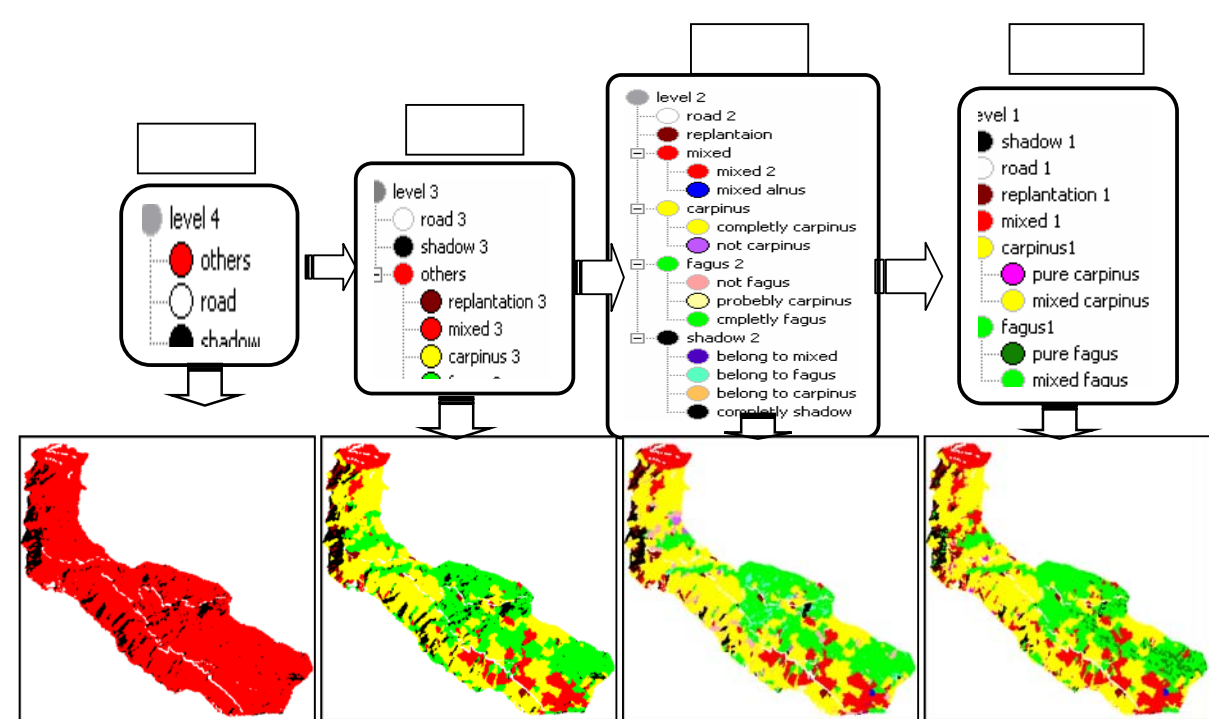 level 4
others
road
shadow
level 3
road 3
shadow 3
others
replantation 3
mixed 3
carpinus 3
level 2
road 2
replantaion
mixed
mixed 2
mixed alnus
carpinus
completly carpinus
not carpinus
fagus 2
not fagus
probebly carpinus
cmpletly fagus
shadow 2
belong to mixed
belong to fagus
belong to carpinus
completly shadow
evel 1
shadow 1
road 1
replantation 1
mixed 1
carpinus1
pure carpinus
mixed carpinus
fagus1
pure fagus
mixed fagus